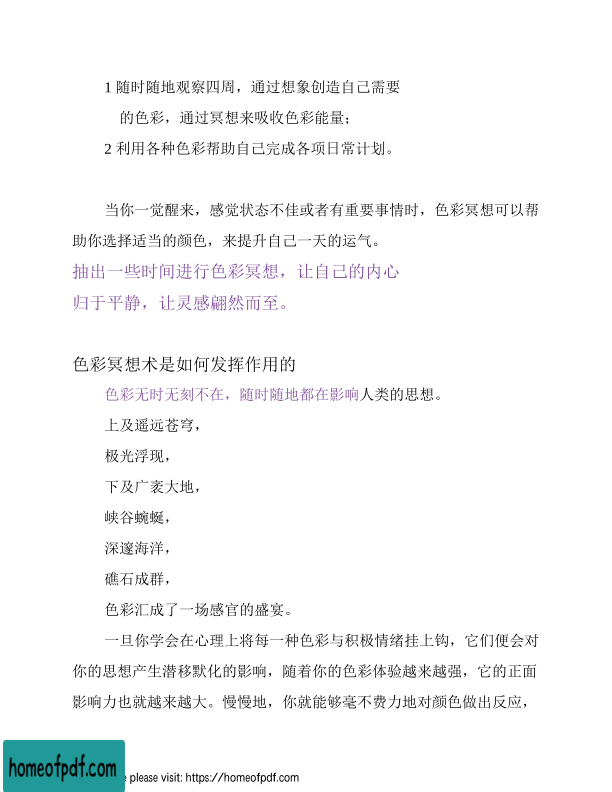 1 随时随地观察四周，通过想象创造自己需要
的色彩，通过冥想来吸收色彩能量；
2 利用各种色彩帮助自己完成各项日常计划。
当你一觉醒来，感觉状态不佳或者有重要事情时，色彩冥想可以帮
助你选择适当的颜色，来提升自己一天的运气。
抽出一些时间进行色彩冥想，让自己的内心
归于平静，让灵感翩然而至。
色彩冥想术是如何发挥作用的
色彩无时无刻不在，随时随地都在影响人类的思想。
上及遥远苍穹，
极光浮现，
下及广袤大地，
峡谷蜿蜒，
深邃海洋，
礁石成群，
色彩汇成了一场感官的盛宴。
一旦你学会在心理上将每一种色彩与积极情绪挂上钩，它们便会对
你的思想产生潜移默化的影响，随着你的色彩体验越来越强，它的正面
影响力也就越来越大。慢慢地，你就能够毫不费力地对颜色做出反应，
homeofpdf.com
e please visit: https://homeofpdf.com